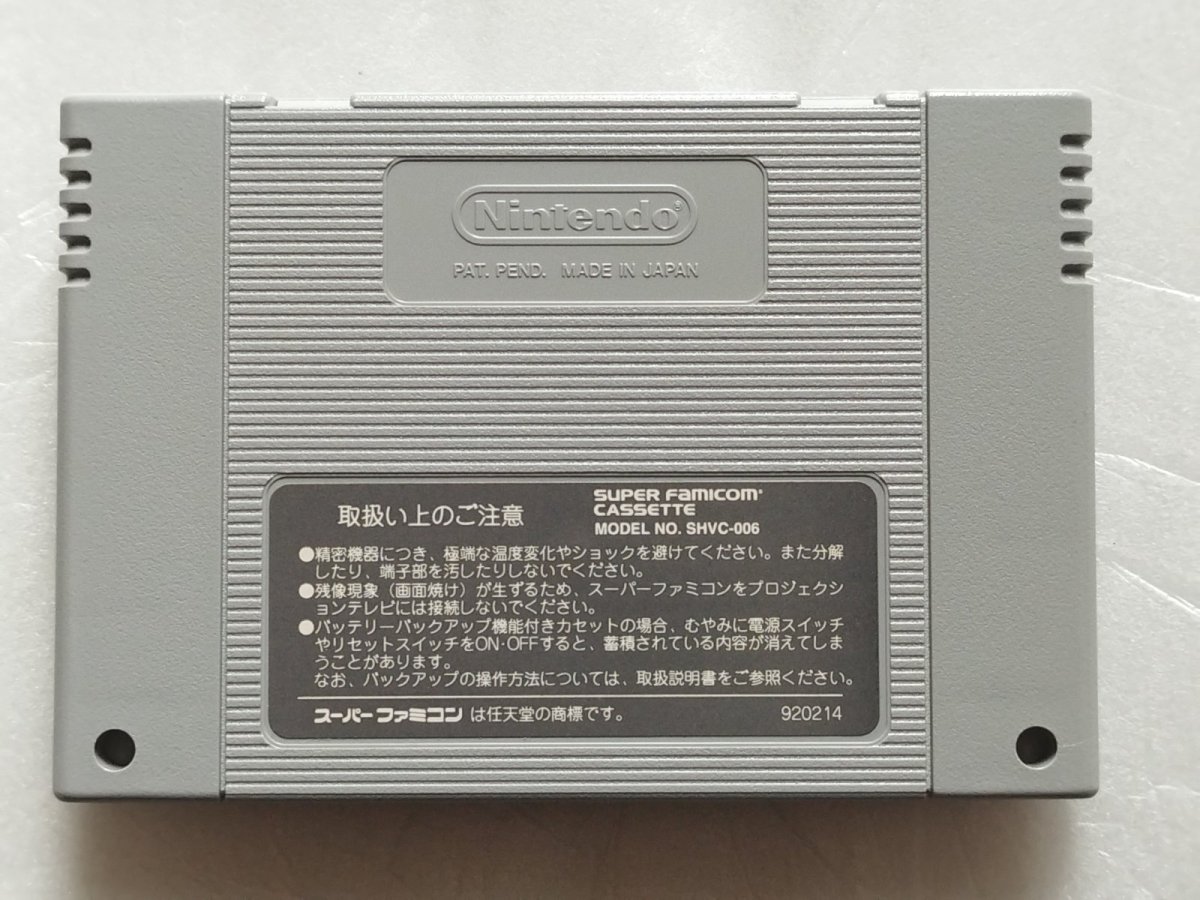 Nintendo®
PAT. PEND. MADE IN JAPAN
取扱い上のご注意
SUPER FAMICOM®
CASSETTE
MODEL NO. SHVC-006
●精密機器につき、極端な温度変化やショックを避けてください。また分解
したり、端子部を汚したりしないでください。
●残像現象（画面焼け）が生ずるため、スーパーファミコンをプロジェクシ
ョンテレビには接続しないでください。
●バッテリーバックアップ機能付きカセットの場合、むやみに電源スイッチ
やリセットスイッチをON・OFFすると、蓄積されている内容が消えてしま
うことがあります。
なお、バックアップの操作方法については、取扱説明書をご参照ください。
スーパーファミコン は任天堂の商標です。
920214